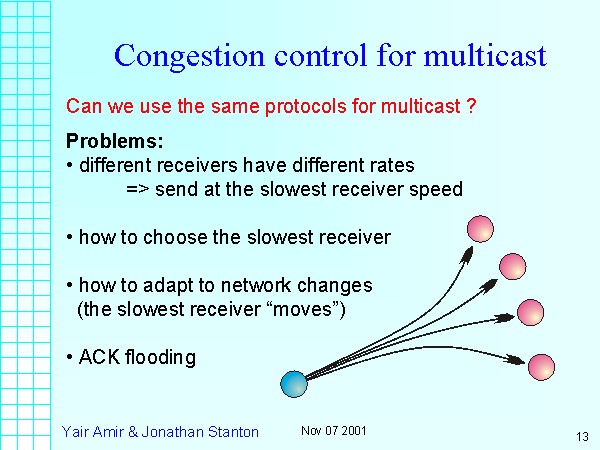 Congestion control for multicast
Can we use the same protocols for multicast ?
Problems:
• different receivers have different rates
=> send at the slowest receiver speed
• how to choose the slowest receiver
• how to adapt to network changes
(the slowest receiver “moves”)
• ACK flooding
Yair Amir & Jonathan Stanton
Nov 07 2001
13